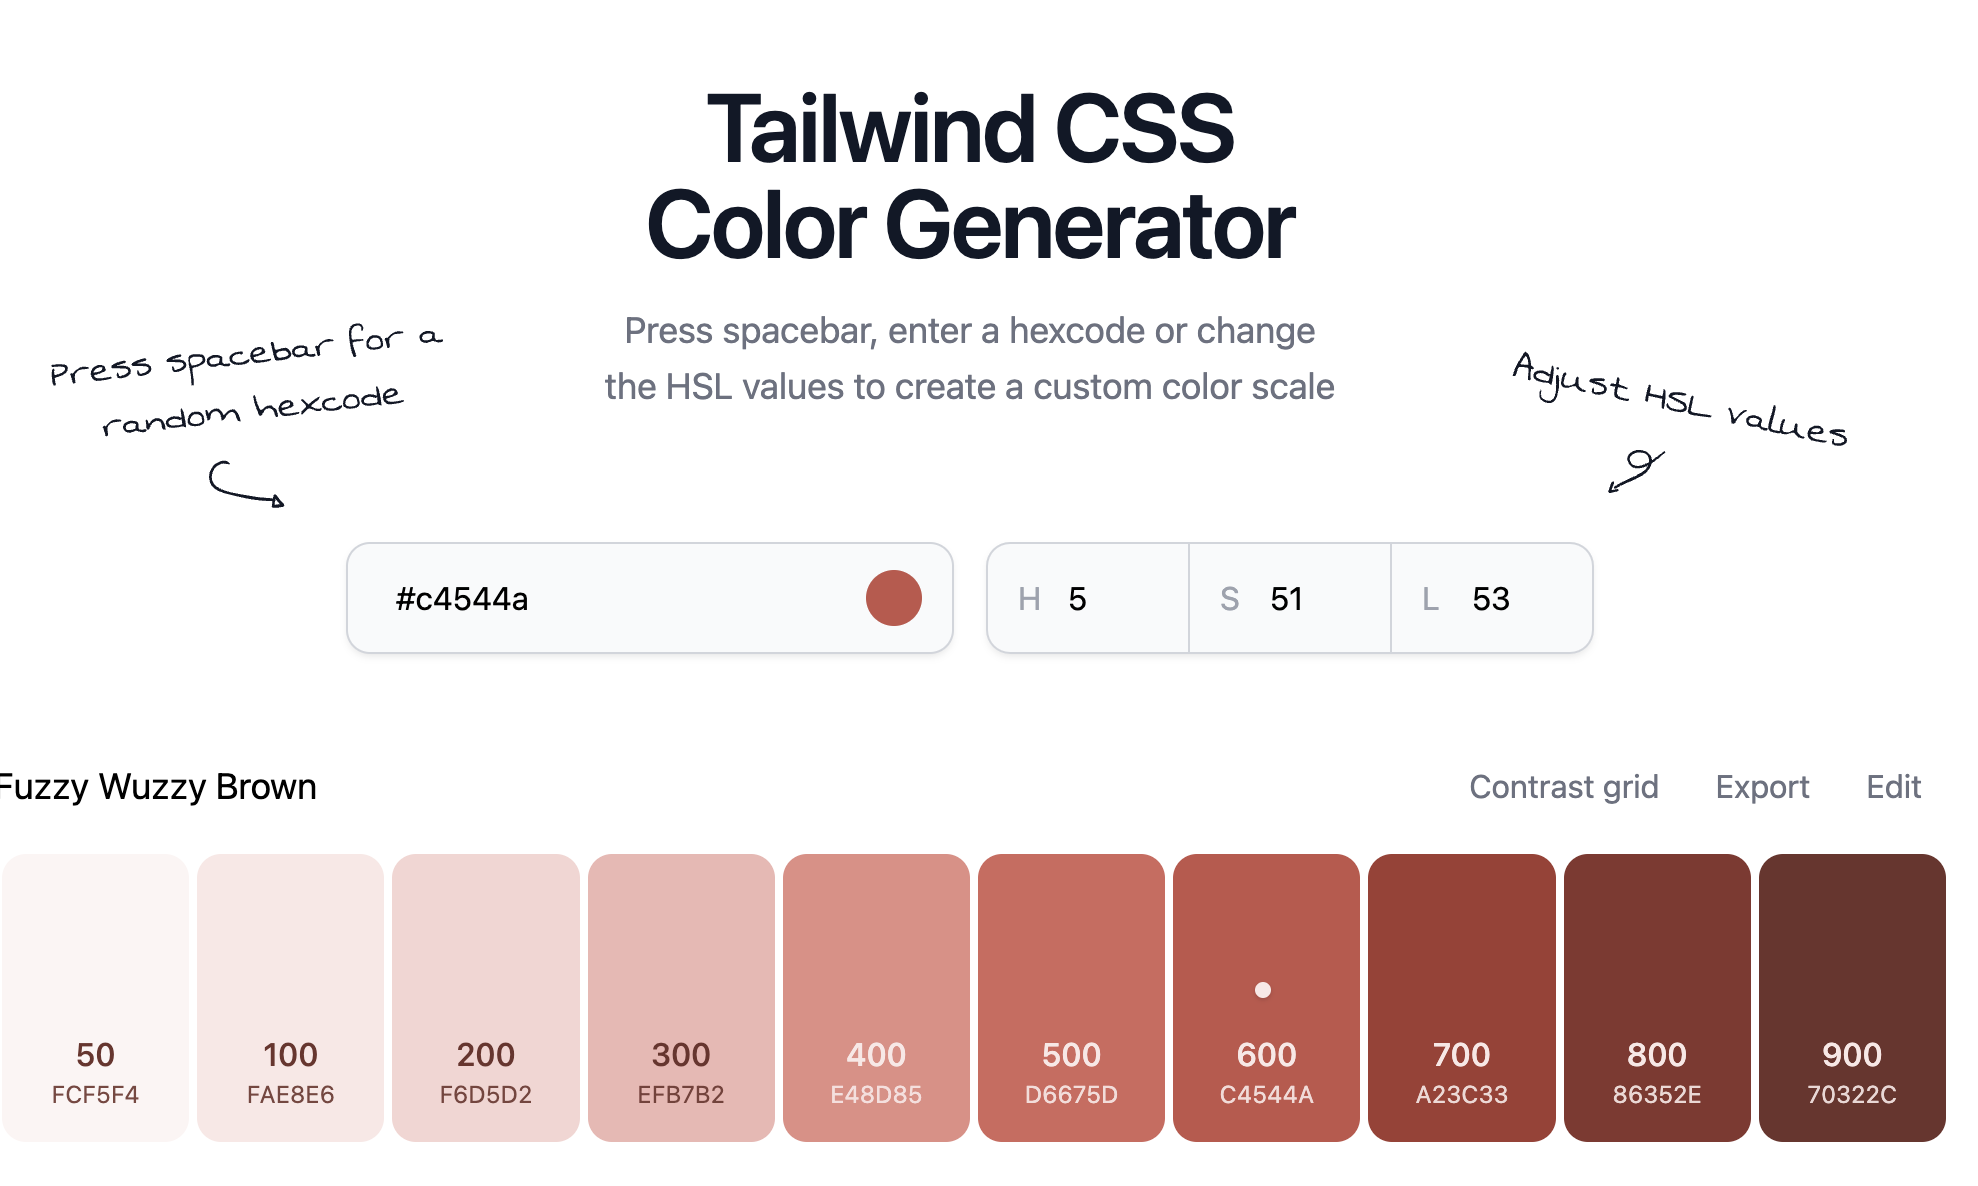 Tailwind CSS
Color Generator
Press spacebar, enter a hexcode or change
the HSL values to create a custom color scale
Press spacebar for a
random hexcode
Adjust HSL values
#c4544a
H 5 S 51 L 53
Fuzzy Wuzzy Brown
Contrast grid Export Edit
50 100 200 300 400 500 600 700 800 900
FCF5F4 FAE8E6 F6D5D2 EFB7B2 E48D85 D6675D C4544A A23C33 86352E 70322C